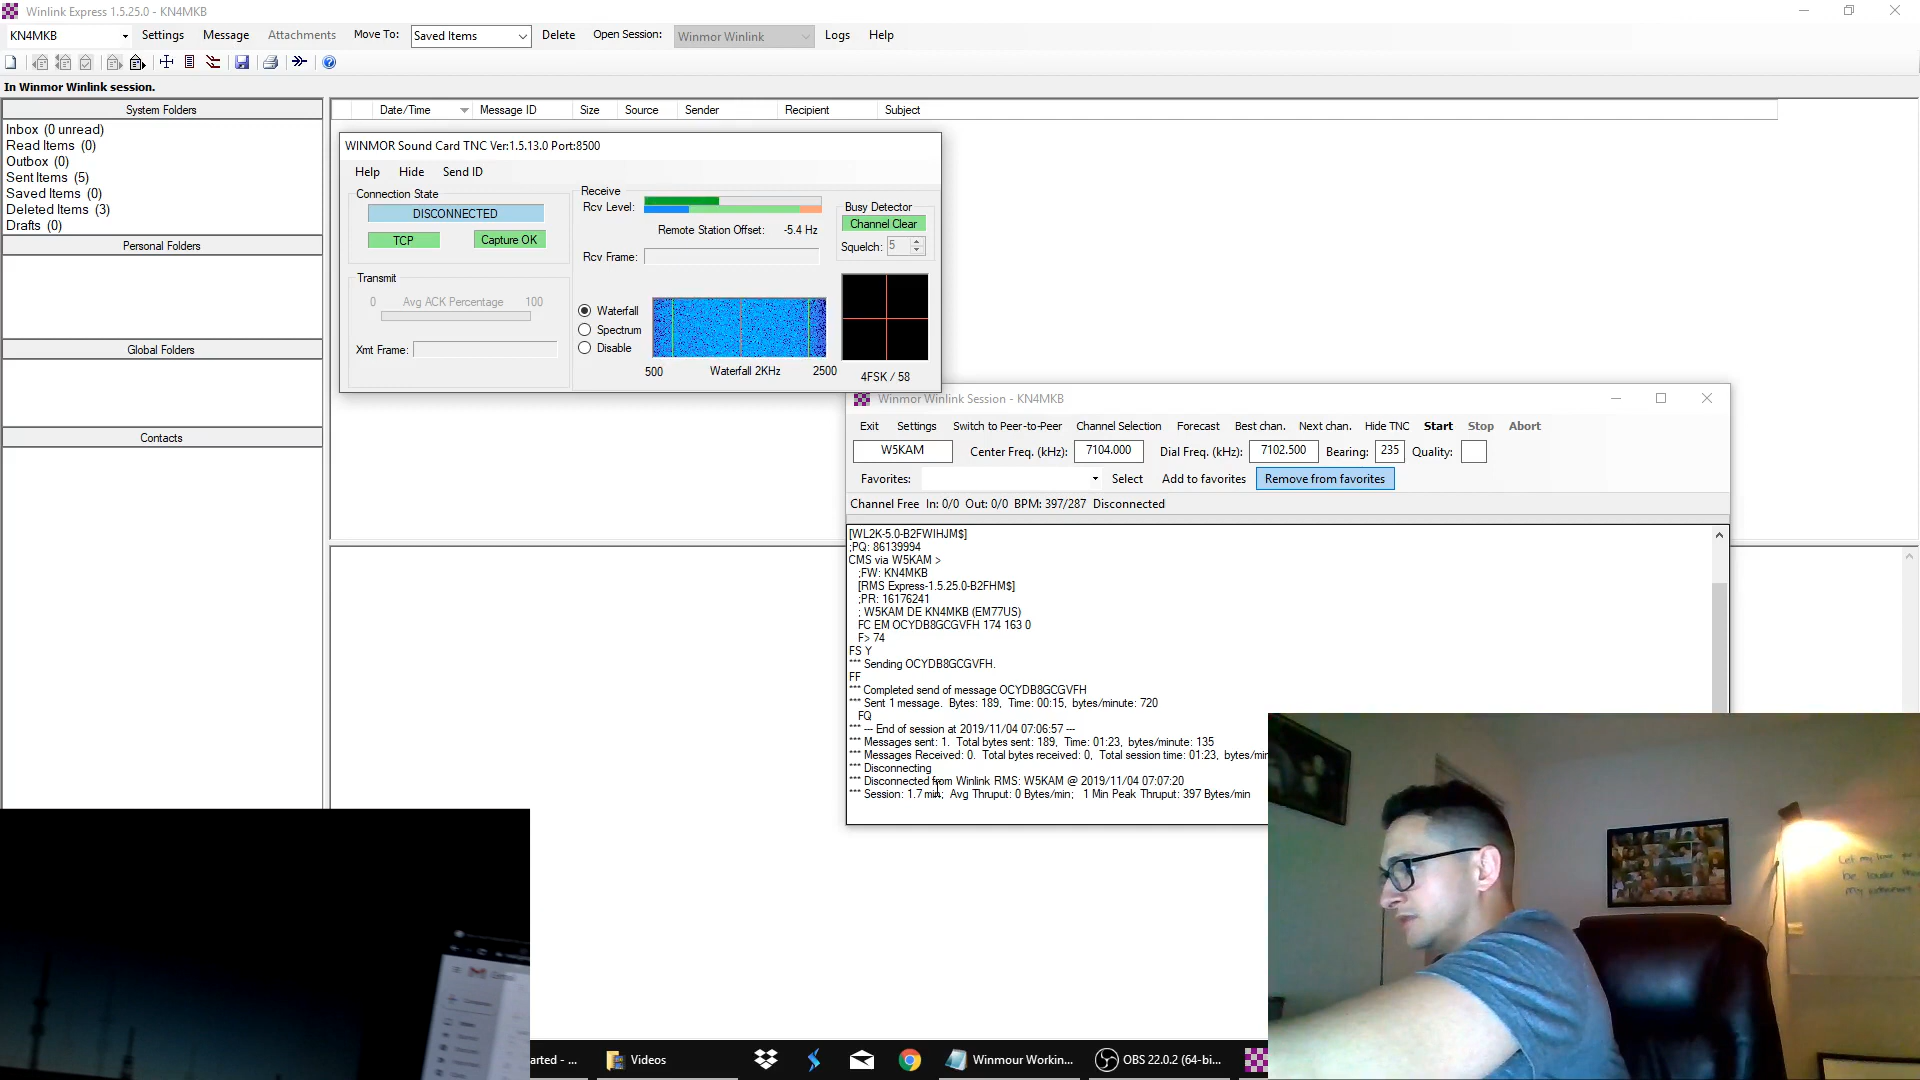 Winlink Express 1.5.25.0 - KN4MKB
KN4MKB
Settings
Message
Attachments
Move To:
Saved Items
Delete
Open Session:
Winmor Winlink
Logs
Help
In Winmor Winlink session.
System Folders
Inbox (0 unread)
Read Items (0)
Outbox (0)
Sent Items (5)
Saved Items (0)
Deleted Items (3)
Drafts (0)
Personal Folders
Global Folders
Contacts
Date/Time
Message ID
Size
Source
Sender
Recipient
Subject
WINMOR Sound Card TNC Ver:1.5.13.0 Port:8500
Help
Hide
Send ID
Connection State
DISCONNECTED
TCP
Capture OK
Transmit
0
Avg ACK Percentage
100
Xmt Frame:
Receive
Rcv Level:
Remote Station Offset:
-5.4 Hz
Rcv Frame:
Waterfall
Spectrum
Disable
500
Waterfall 2KHz
2500
Busy Detector
Channel Clear
Squelch:
5
4FSK / 58
Winmor Winlink Session - KN4MKB
Exit
Settings
Switch to Peer-to-Peer
Channel Selection
Forecast
Best chan.
Next chan.
Hide TNC
Start
Stop
Abort
W5KAM
Center Freq. (kHz):
7104.000
Dial Freq. (kHz):
7102.500
Bearing:
235
Quality:
Favorites:
Select
Add to favorites
Remove from favorites
Channel Free In: 0/0 Out: 0/0 BPM: 397/287 Disconnected
[WL2K-5.0-B2FWIHJM$]
;PQ: 86139994
CMS via W5KAM >
;FW: KN4MKB
[RMS Express-1.5.25.0-B2FHM$]
;PR: 16176241
; W5KAM DE KN4MKB (EM77US)
FC EM OCYDB8GCGVFH 174 163 0
F> 74
FS Y
*** Sending OCYDB8GCGVFH.
FF
*** Completed send of message OCYDB8GCGVFH
*** Sent 1 message. Bytes: 189, Time: 00:15, bytes/minute: 720
FQ
*** --- End of session at 2019/11/04 07:06:57 ---
*** Messages sent: 1. Total bytes sent: 189, Time: 01:23, bytes/minute: 135
*** Messages Received: 0. Total bytes received: 0, Total session time: 01:23, bytes/min
*** Disconnecting
*** Disconnected from Winlink RMS: W5KAM @ 2019/11/04 07:07:20
*** Session: 1.7 min; Avg Thruput: 0 Bytes/min; 1 Min Peak Thruput: 397 Bytes/min
be louder
my
arted - ...
Videos
Winmour Workin...
OBS 22.0.2 (64-bi...